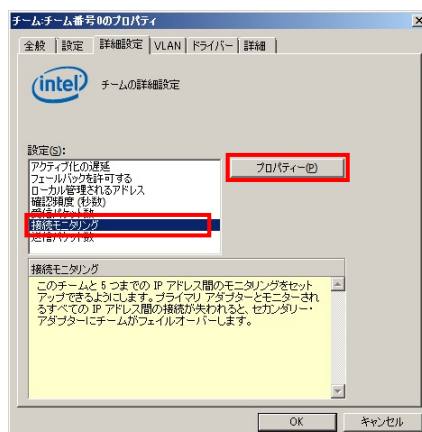 チーム:チーム番号0のプロパティ
全般 設定 詳細設定 VLAN ドライバー 詳細
intel チームの詳細設定
設定(S):
アクティブ化の遅延
プロパティー(P)
フェールバックを許可する
ローカル管理されるアドレス
確認頻度 (秒数)
受信パケット数
接続モニタリング
送信パケット数
接続モニタリング
このチームと 5 つまでの IP アドレス間のモニタリングをセット
アップできるようにします。プライマリ アダプターとモニターされ
るすべての IP アドレス間の接続が失われると、セカンダリー・
アダプターにチームがフェイルオーバーします。
OK キャンセル